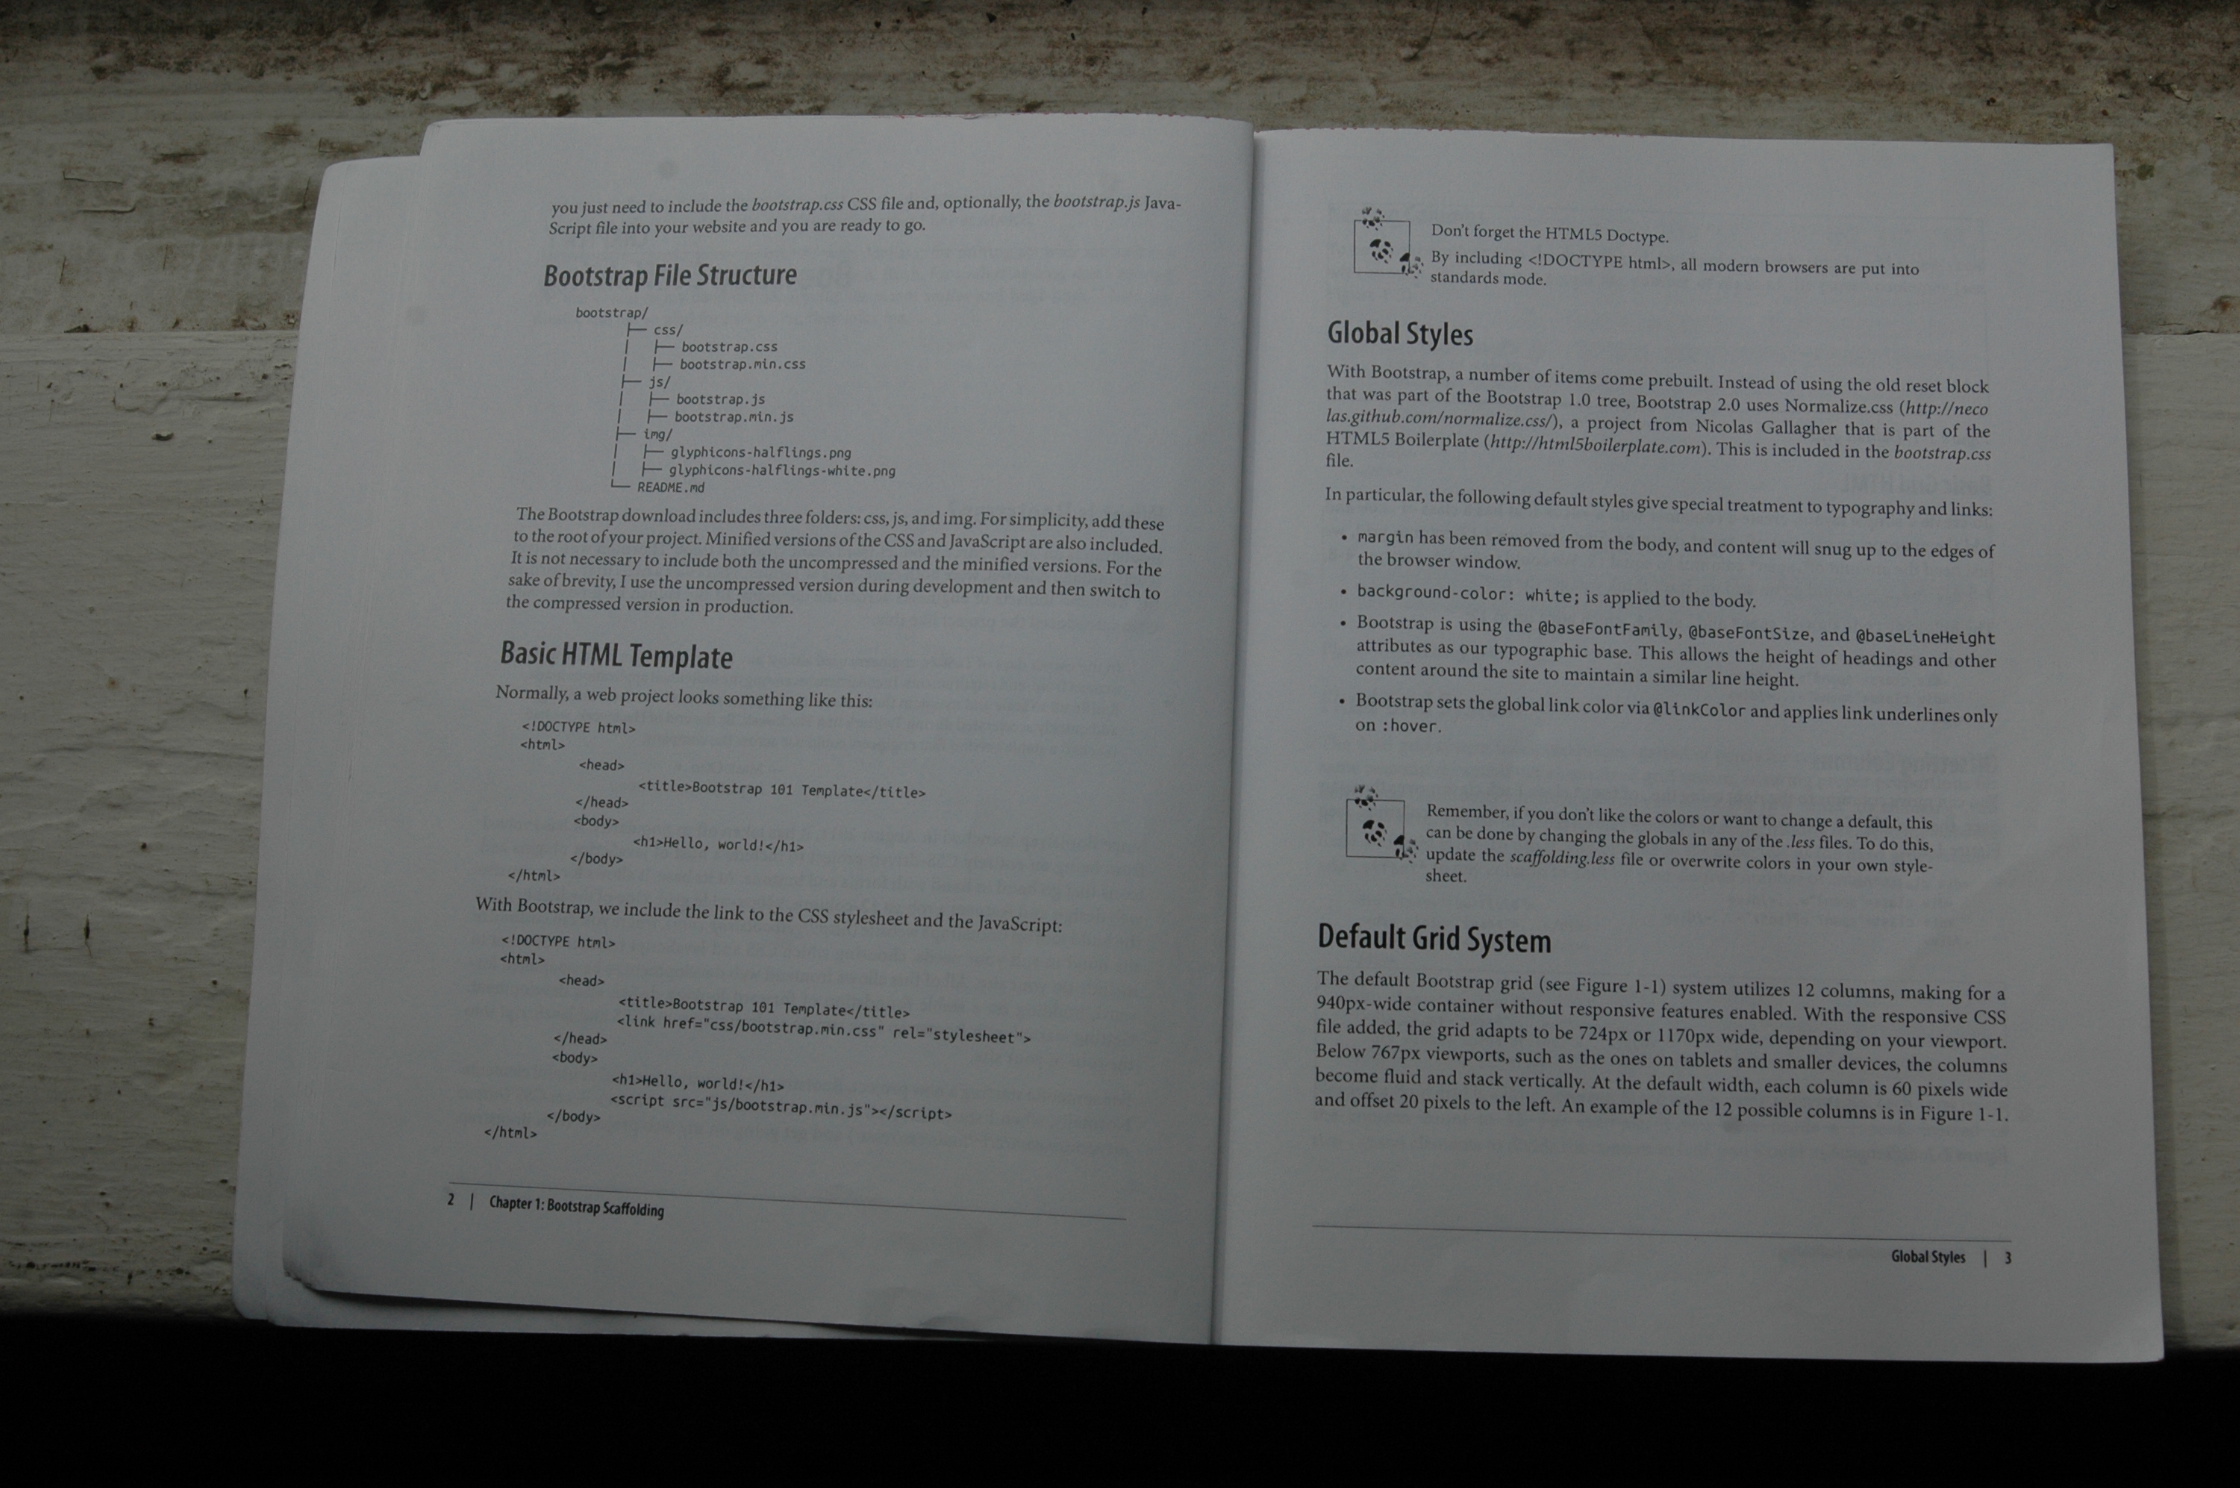 you just need to include the bootstrap.css CSS file and, optionally, the bootstrap.js Java-
Script file into your website and you are ready to go.
Bootstrap File Structure
bootstrap/
├─ css/
│ ├─ bootstrap.css
│ ├─ bootstrap.min.css
├─ js/
│ ├─ bootstrap.js
│ ├─ bootstrap.min.js
├─ img/
│ ├─ glyphicons-halflings.png
│ ├─ glyphicons-halflings-white.png
└─ README.md
The Bootstrap download includes three folders: css, js, and img. For simplicity, add these
to the root of your project. Minified versions of the CSS and JavaScript are also included.
It is not necessary to include both the uncompressed and the minified versions. For the
sake of brevity, I use the uncompressed version during development and then switch to
the compressed version in production.
Basic HTML Template
Normally, a web project looks something like this:
<!DOCTYPE html>
<html>
<head>
<title>Bootstrap 101 Template</title>
</head>
<body>
<h1>Hello, world!</h1>
</body>
</html>
With Bootstrap, we include the link to the CSS stylesheet and the JavaScript:
<!DOCTYPE html>
<html>
<head>
<title>Bootstrap 101 Template</title>
<link href="css/bootstrap.min.css" rel="stylesheet">
</head>
<body>
<h1>Hello, world!</h1>
<script src="js/bootstrap.min.js"></script>
</body>
</html>
2 | Chapter 1: Bootstrap Scaffolding
Don't forget the HTML5 Doctype.
By including <!DOCTYPE html>, all modern browsers are put into
standards mode.
Global Styles
With Bootstrap, a number of items come prebuilt. Instead of using the old reset block
that was part of the Bootstrap 1.0 tree, Bootstrap 2.0 uses Normalize.css (http://neco
las.github.com/normalize.css/), a project from Nicolas Gallagher that is part of the
HTML5 Boilerplate (http://html5boilerplate.com). This is included in the bootstrap.css
file.
In particular, the following default styles give special treatment to typography and links:
• margin has been removed from the body, and content will snug up to the edges of
the browser window.
• background-color: white; is applied to the body.
• Bootstrap is using the @baseFontFamily, @baseFontSize, and @baseLineHeight
attributes as our typographic base. This allows the height of headings and other
content around the site to maintain a similar line height.
• Bootstrap sets the global link color via @linkColor and applies link underlines only
on :hover.
Remember, if you don't like the colors or want to change a default, this
can be done by changing the globals in any of the .less files. To do this,
update the scaffolding.less file or overwrite colors in your own style-
sheet.
Default Grid System
The default Bootstrap grid (see Figure 1-1) system utilizes 12 columns, making for a
940px-wide container without responsive features enabled. With the responsive CSS
file added, the grid adapts to be 724px or 1170px wide, depending on your viewport.
Below 767px viewports, such as the ones on tablets and smaller devices, the columns
become fluid and stack vertically. At the default width, each column is 60 pixels wide
and offset 20 pixels to the left. An example of the 12 possible columns is in Figure 1-1.
Global Styles | 3